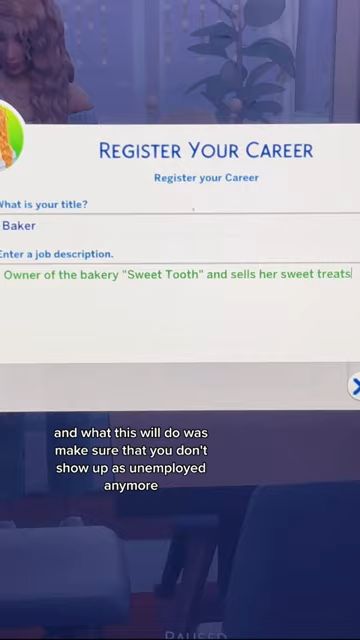 REGISTER YOUR CAREER
Register your Career
What is your title?
Baker
Enter a job description.
Owner of the bakery "Sweet Tooth" and sells her sweet treats
and what this will do was
make sure that you don't
show up as unemployed
anymore
PAUSED